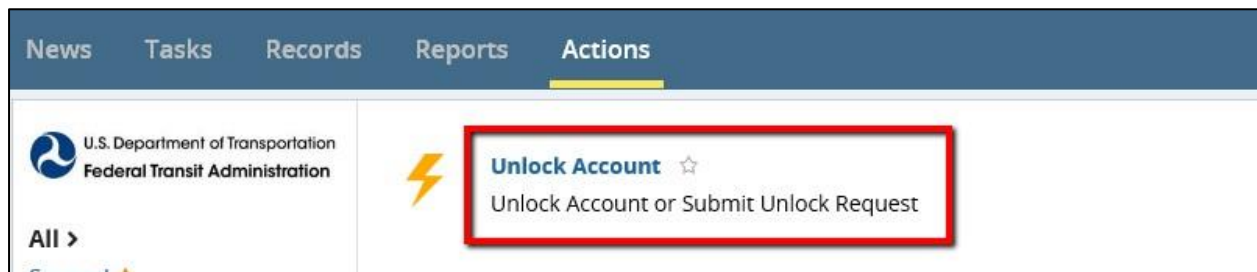 News Tasks Records Reports Actions
U.S. Department of Transportation
Federal Transit Administration
Unlock Account
Unlock Account or Submit Unlock Request
All >